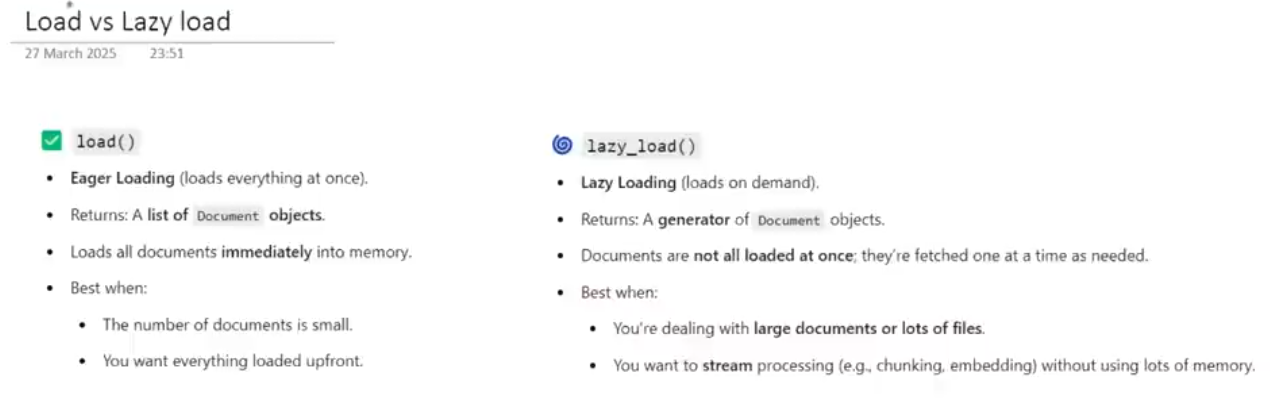 Load vs Lazy load
27 March 2025 23:51
load()
Eager Loading (loads everything at once).
Returns: A list of Document objects.
Loads all documents immediately into memory.
Best when:
The number of documents is small.
You want everything loaded upfront.
lazy_load()
Lazy Loading (loads on demand).
Returns: A generator of Document objects.
Documents are not all loaded at once; they're fetched one at a time as needed.
Best when:
You're dealing with large documents or lots of files.
You want to stream processing (e.g., chunking, embedding) without using lots of memory.